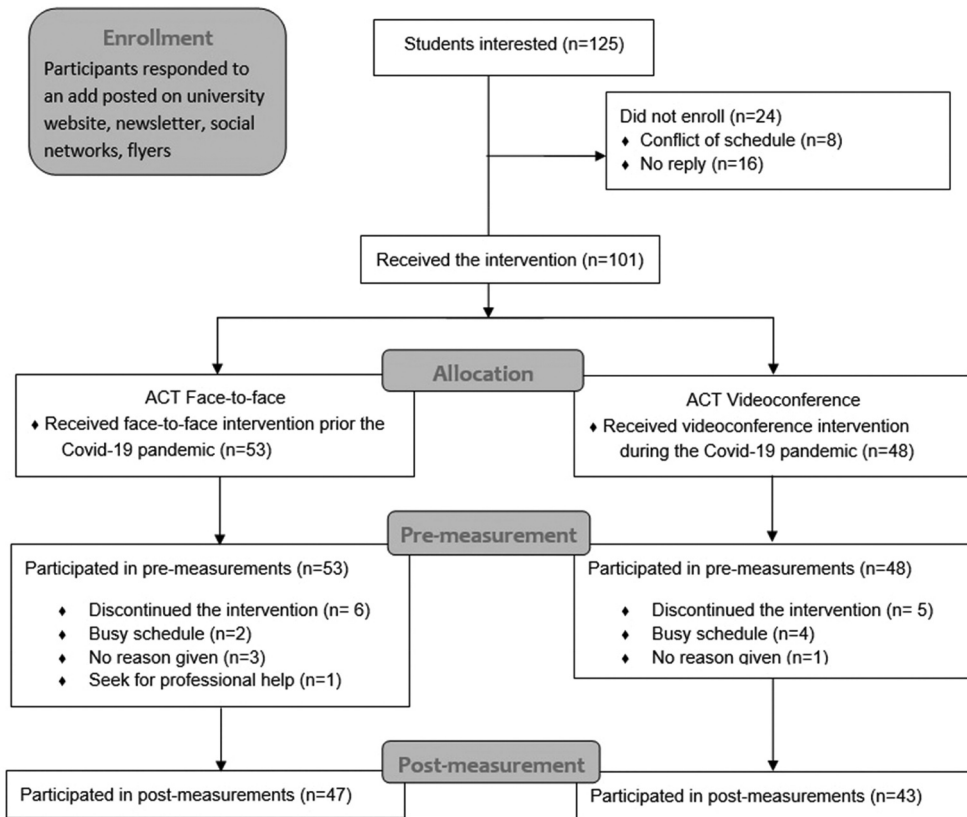 Enrollment
Participants responded to
an add posted on university
website, newsletter, social
networks, flyers
Students interested (n=125)
Did not enroll (n=24)
♦ Conflict of schedule (n=8)
♦ No reply (n=16)
Received the intervention (n=101)
Allocation
ACT Face-to-face
♦ Received face-to-face intervention prior the
Covid-19 pandemic (n=53)
ACT Videoconference
♦ Received videoconference intervention
during the Covid-19 pandemic (n=48)
Pre-measurement
Participated in pre-measurements (n=53)
♦ Discontinued the intervention (n= 6)
♦ Busy schedule (n=2)
♦ No reason given (n=3)
♦ Seek for professional help (n=1)
Participated in pre-measurements (n=48)
♦ Discontinued the intervention (n= 5)
♦ Busy schedule (n=4)
♦ No reason given (n=1)
Post-measurement
Participated in post-measurements (n=47)
Participated in post-measurements (n=43)